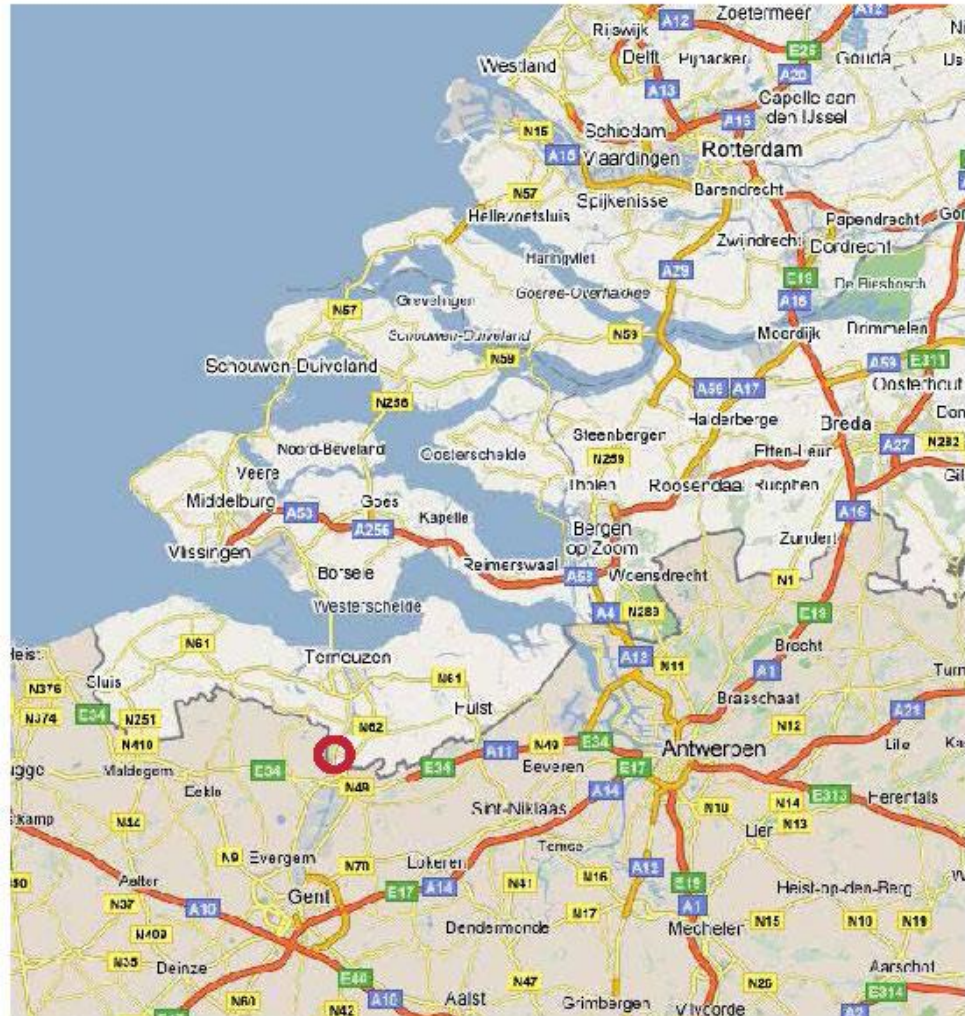 A12
Zoetermeer
A12
Rijswijk
E25
Delft
Pijnacker
Gouda
Westland
A20
A13
Capelle aan
den IJssel
N15
A16
Schiedam
A15
Vlaardingen
Rotterdam
N57
Spijkenisse
Barendrecht
Hellevoetsluis
Papendrecht
Zwijndrecht
Dordrecht
Haringvliet
A29
E19
De Biesbosch
Grevelingen
Goeree-Overflakkee
A16
N57
Moerdijk
Drimmelen
Schouwen-Duiveland
N59
N59
A59
E311
Schouwen-Duiveland
Oosterhout
A59
A17
N256
Halderberge
Breda
Steenbergen
N282
Noord-Beveland
Oosterschelde
Etten-Leur
A27
N259
Veere
Tholen
Roosendaal
Rucphen
Middelburg
Goes
A58
Kapelle
A16
A256
Bergen
op Zoom
Zundert
Vlissingen
Reimerswaal
Borsele
A58
Woensdrecht
N1
Westerschelde
A4
N289
E19
N61
Brecht
Terneuzen
A12
N11
A1
Heist
Sluis
N61
N376
Brasschaat
Hulst
A21
N374
E34
N251
N62
N12
N410
A11
N49
E34
Antwerpen
Lille
Maldegem
E34
E34
Beveren
E17
Eeklo
N49
A14
E313
Herentals
Sint-Niklaas
N10
N14
N13
N44
Lier
Temse
N9
Evergem
N70
Lokeren
A12
Aalter
E17
A14
N41
N16
E19
Heist-op-den-Berg
N37
A10
Gent
N17
A1
N409
Dendermonde
Mechelen
N15
N10
N19
N35
Deinze
Aarschot
E40
N47
N26
E314
N60
N42
A10
Aalst
Grimbergen
Vilvoorde
A2